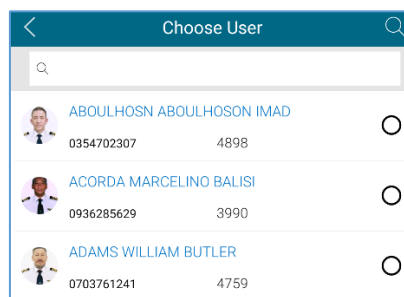 Choose User
ABOULHOSN ABOULHOSON IMAD
0354702307 4898
ACORDA MARCELINO BALISI
0936285629 3990
ADAMS WILLIAM BUTLER
0703761241 4759